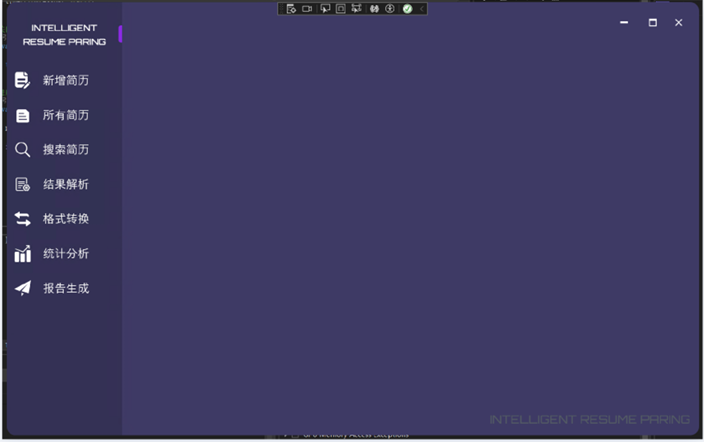 INTELLIGENT
RESUME PARING
新增简历
所有简历
搜索简历
结果解析
格式转换
统计分析
报告生成
INTELLIGENT RESUME PARING